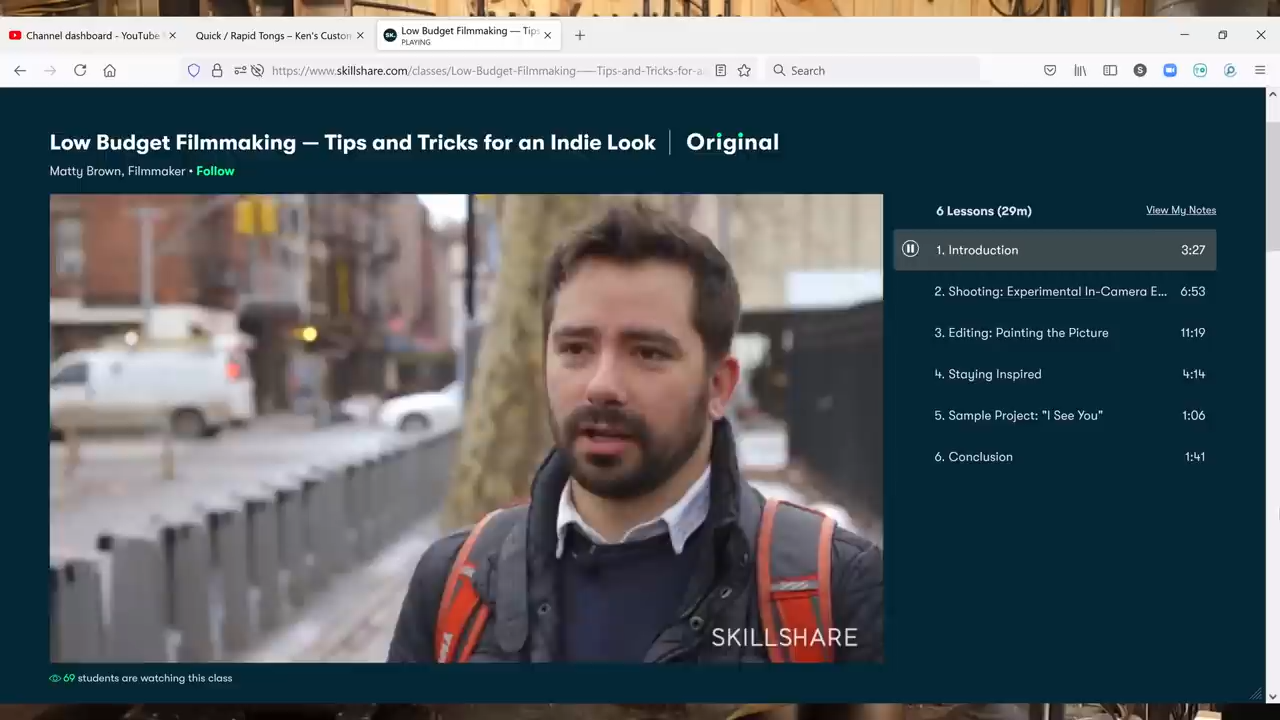 Channel dashboard - YouTube
Quick / Rapid Tongs – Ken's Custom
Low Budget Filmmaking — Tips
PLAYING
https://www.skillshare.com/classes/Low-Budget-Filmmaking-—-Tips-and-Tricks-for-a
Search
Low Budget Filmmaking — Tips and Tricks for an Indie Look | Original
Matty Brown, Filmmaker • Follow
6 Lessons (29m)
View My Notes
1. Introduction 3:27
2. Shooting: Experimental In-Camera E... 6:53
3. Editing: Painting the Picture 11:19
4. Staying Inspired 4:14
5. Sample Project: "I See You" 1:06
6. Conclusion 1:41
SKILLSHARE
69 students are watching this class